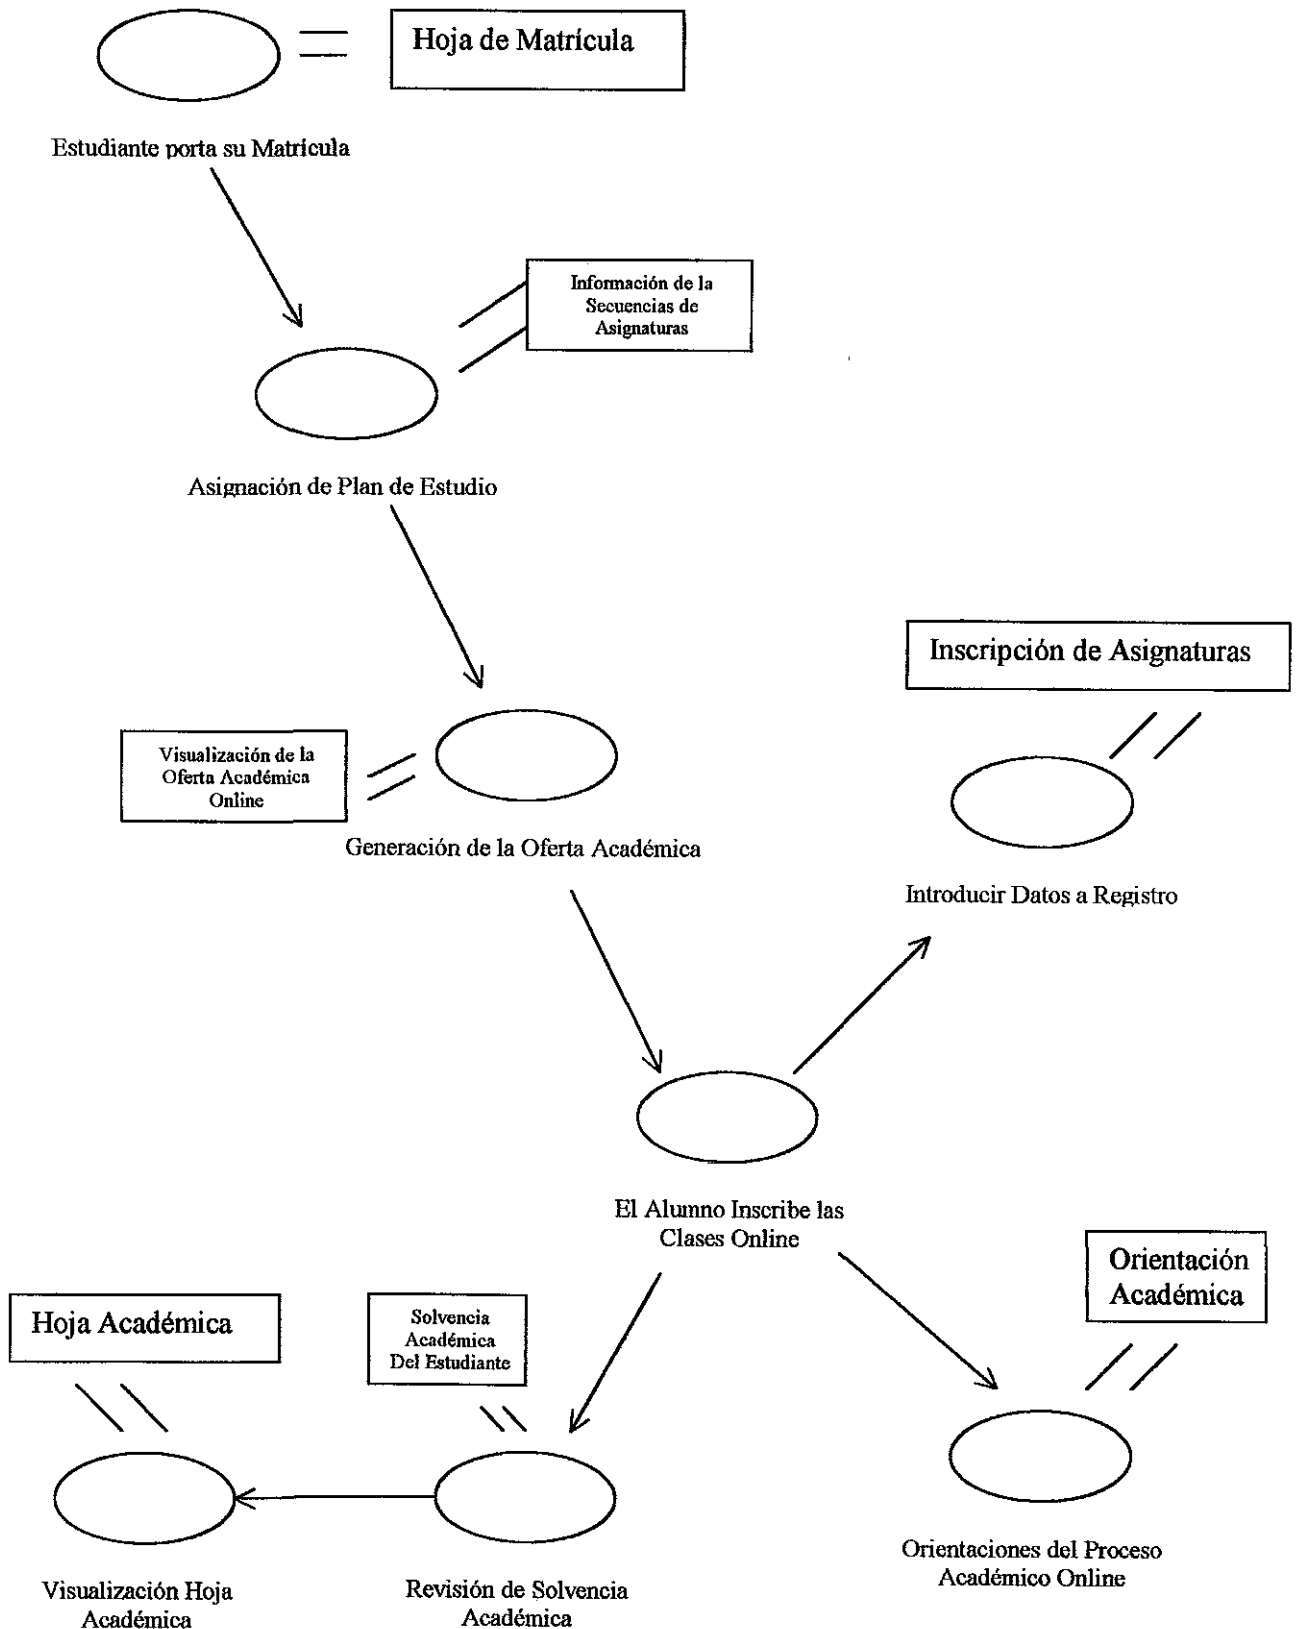 Hoja de Matrícula
Estudiante porta su Matrícula
Información de la
Secuencias de
Asignaturas
Asignación de Plan de Estudio
Inscripción de Asignaturas
Visualización de la
Oferta Académica
Online
Generación de la Oferta Académica
Introducir Datos a Registro
El Alumno Inscribe las
Clases Online
Orientación
Académica
Hoja Académica
Solvencia
Académica
Del Estudiante
Orientaciones del Proceso
Académico Online
Visualización Hoja
Académica
Revisión de Solvencia
Académica